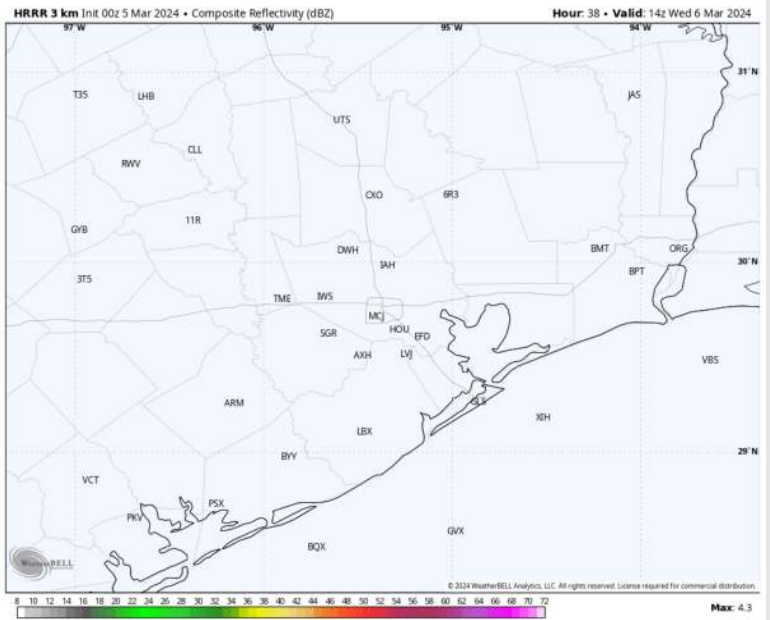 HRRR 3 km Init 00z 5 Mar 2024 • Composite Reflectivity (dBZ) Hour: 38 • Valid: 14z Wed 6 Mar 2024
97°W 96°W 95°W 94°W
31°N
T35 LHB JAS
UTS
CLL
RWV
CXO 6R3
11R
GYB
DWH BMT ORG
30°N
IAH
BPT
3T5
TME IWS
MCJ
HOU
SGR EFD
AXH LVJ
VBS
ARM GLS
XIH
LBX
29°N
BYY
VCT
PSX
PKV
GVX
BQX
WeatherBELL
© 2024 WeatherBELL Analytics, LLC. All rights reserved. License required for commercial distribution.
8 10 12 14 16 18 20 22 24 26 28 30 32 34 36 38 40 42 44 46 48 50 52 54 56 58 60 62 64 66 68 70 72
Max: 4.3